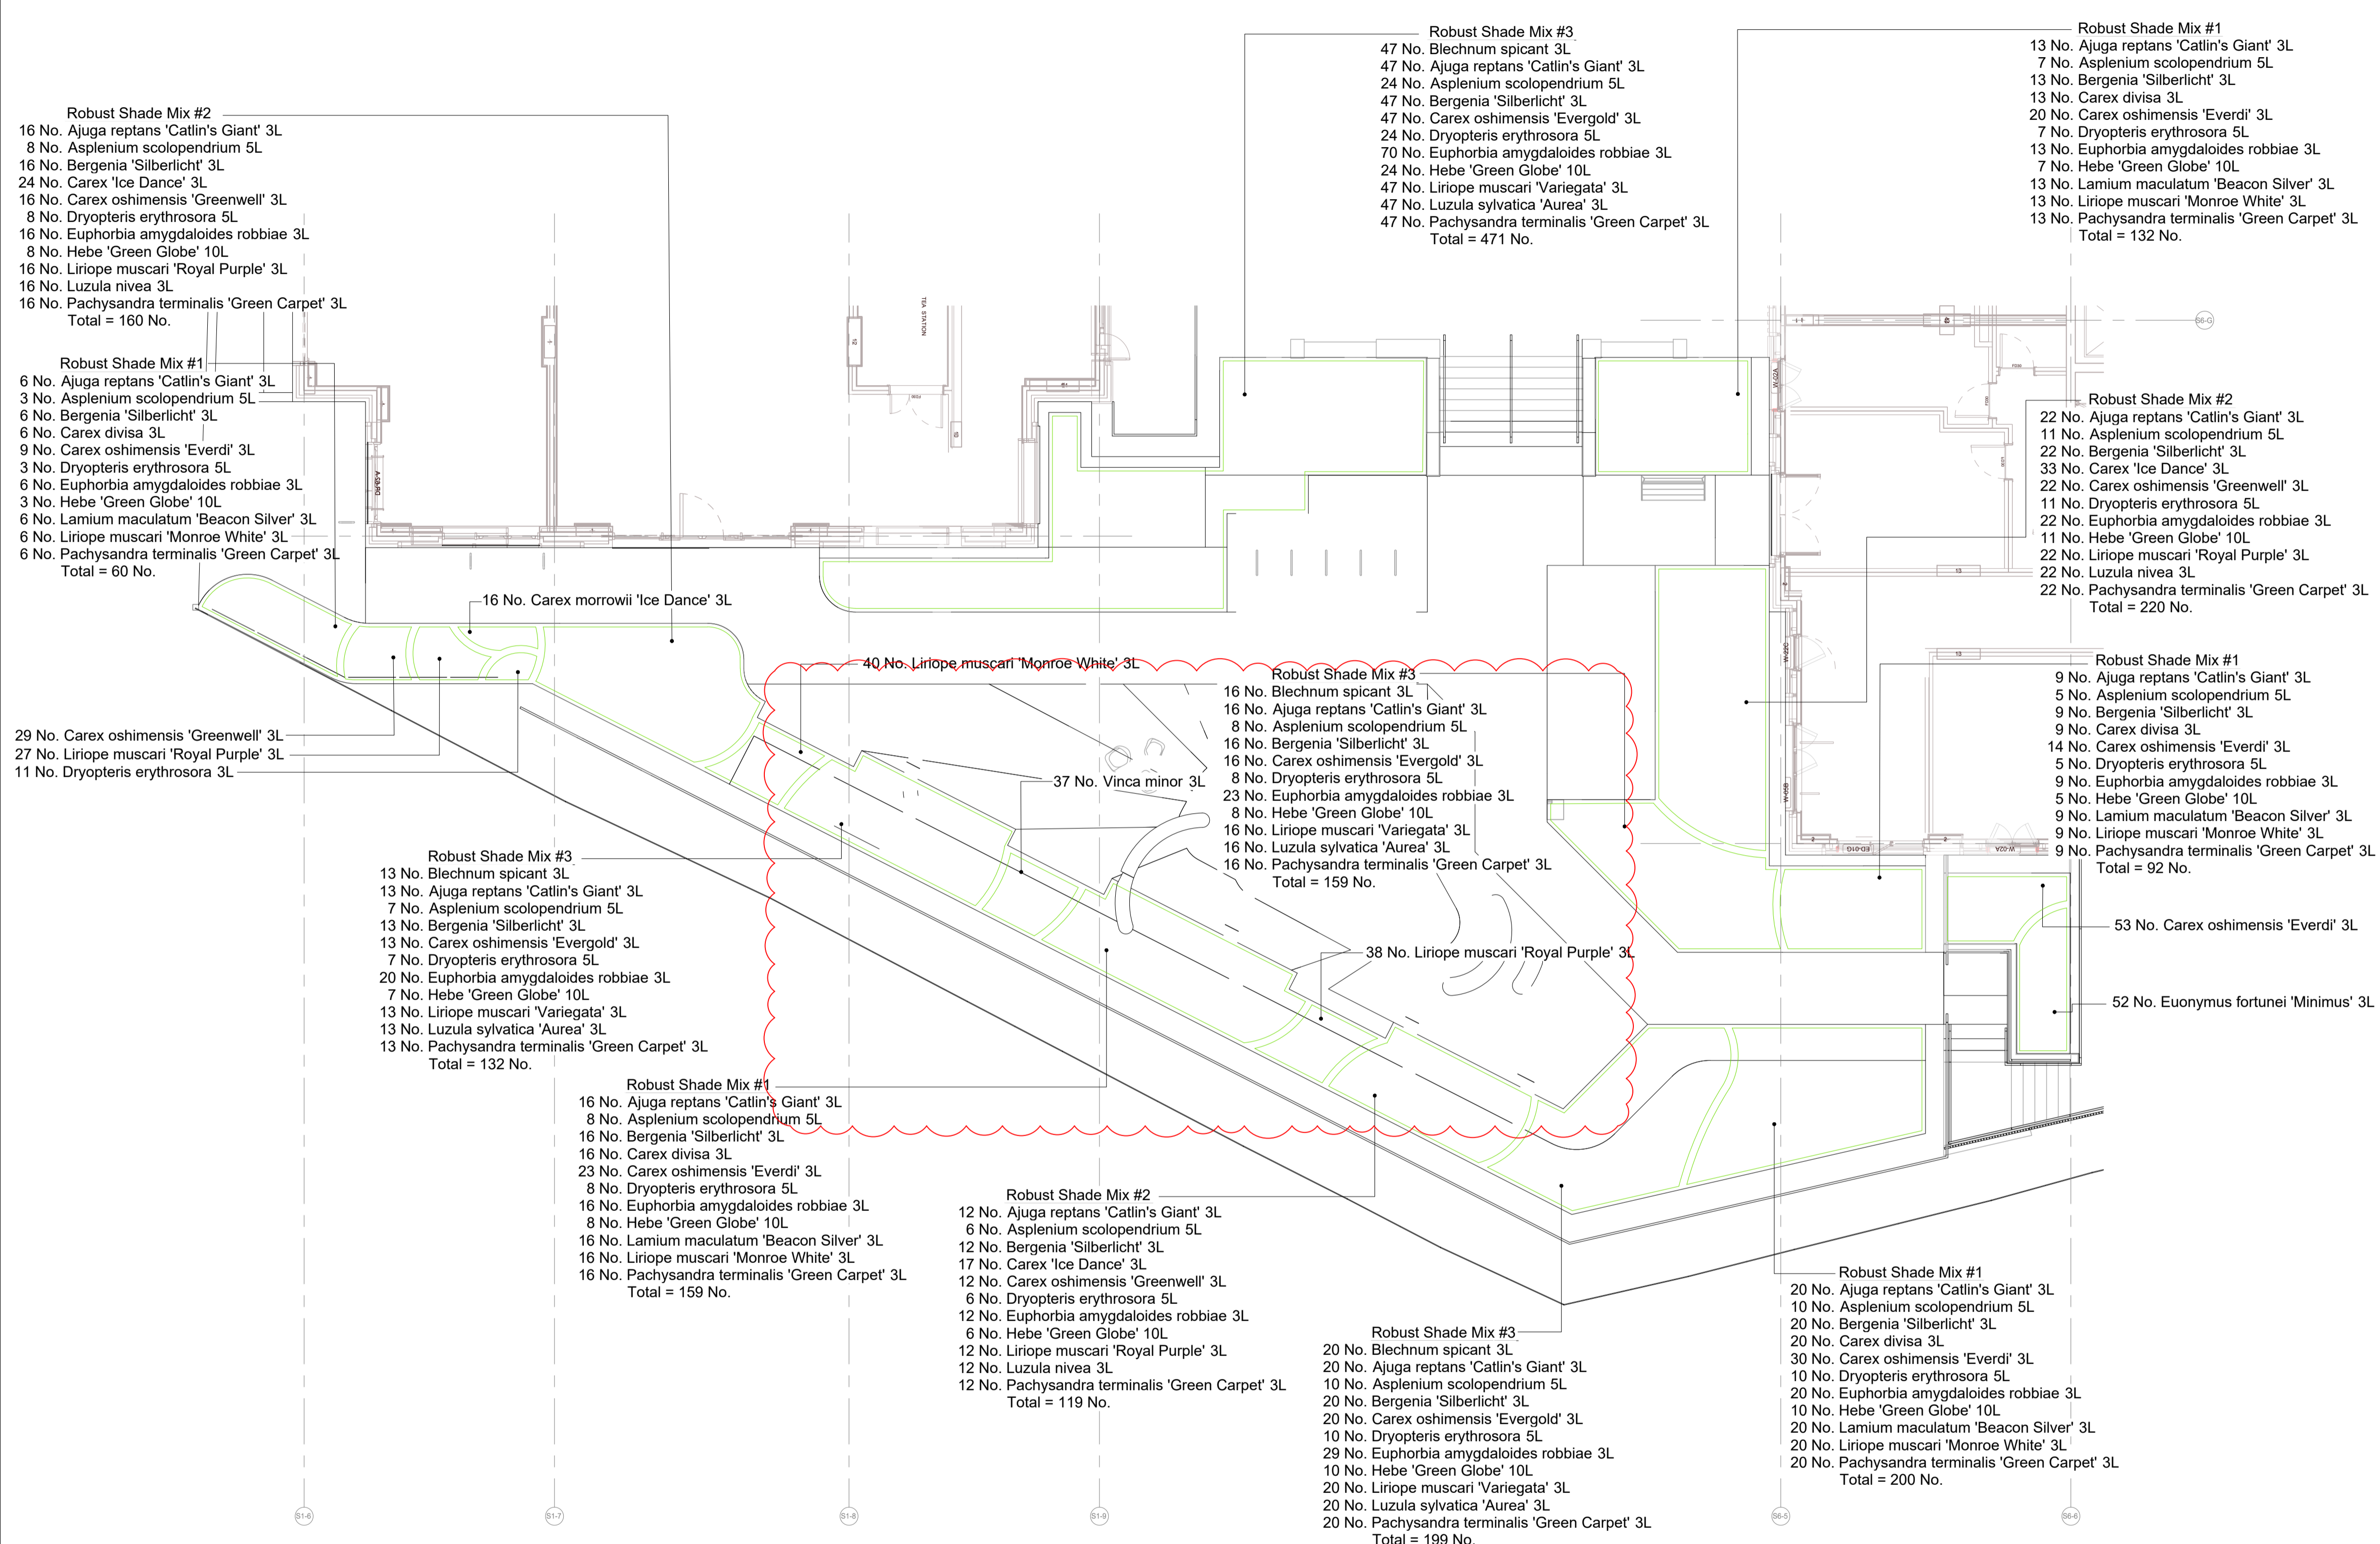 Robust Shade Mix #3
47 No. Blechnum spicant 3L
47 No. Ajuga reptans 'Catlin's Giant' 3L
24 No. Asplenium scolopendrium 5L
47 No. Bergenia 'Silberlicht' 3L
47 No. Carex oshimensis 'Evergold' 3L
24 No. Dryopteris erythrosora 5L
70 No. Euphorbia amygdaloides robbiae 3L
24 No. Hebe 'Green Globe' 10L
47 No. Liriope muscari 'Variegata' 3L
47 No. Luzula sylvatica 'Aurea' 3L
47 No. Pachysandra terminalis 'Green Carpet' 3L
Total = 471 No.
Robust Shade Mix #1
13 No. Ajuga reptans 'Catlin's Giant' 3L
7 No. Asplenium scolopendrium 5L
13 No. Bergenia 'Silberlicht' 3L
13 No. Carex divisa 3L
20 No. Carex oshimensis 'Everdi' 3L
7 No. Dryopteris erythrosora 5L
13 No. Euphorbia amygdaloides robbiae 3L
7 No. Hebe 'Green Globe' 10L
13 No. Lamium maculatum 'Beacon Silver' 3L
13 No. Liriope muscari 'Monroe White' 3L
13 No. Pachysandra terminalis 'Green Carpet' 3L
Total = 132 No.
Robust Shade Mix #2
16 No. Ajuga reptans 'Catlin's Giant' 3L
8 No. Asplenium scolopendrium 5L
16 No. Bergenia 'Silberlicht' 3L
24 No. Carex 'Ice Dance' 3L
16 No. Carex oshimensis 'Greenwell' 3L
8 No. Dryopteris erythrosora 5L
16 No. Euphorbia amygdaloides robbiae 3L
8 No. Hebe 'Green Globe' 10L
16 No. Liriope muscari 'Royal Purple' 3L
16 No. Luzula nivea 3L
16 No. Pachysandra terminalis 'Green Carpet' 3L
Total = 160 No.
TEA STATION
S6-G
Robust Shade Mix #1
6 No. Ajuga reptans 'Catlin's Giant' 3L
3 No. Asplenium scolopendrium 5L
6 No. Bergenia 'Silberlicht' 3L
6 No. Carex divisa 3L
9 No. Carex oshimensis 'Everdi' 3L
3 No. Dryopteris erythrosora 5L
6 No. Euphorbia amygdaloides robbiae 3L
3 No. Hebe 'Green Globe' 10L
6 No. Lamium maculatum 'Beacon Silver' 3L
6 No. Liriope muscari 'Monroe White' 3L
6 No. Pachysandra terminalis 'Green Carpet' 3L
Total = 60 No.
W-02A
Robust Shade Mix #2
22 No. Ajuga reptans 'Catlin's Giant' 3L
11 No. Asplenium scolopendrium 5L
22 No. Bergenia 'Silberlicht' 3L
33 No. Carex 'Ice Dance' 3L
22 No. Carex oshimensis 'Greenwell' 3L
11 No. Dryopteris erythrosora 5L
22 No. Euphorbia amygdaloides robbiae 3L
11 No. Hebe 'Green Globe' 10L
22 No. Liriope muscari 'Royal Purple' 3L
22 No. Luzula nivea 3L
22 No. Pachysandra terminalis 'Green Carpet' 3L
Total = 220 No.
13
16 No. Carex morrowii 'Ice Dance' 3L
W-22C
40 No. Liriope muscari 'Monroe White' 3L
13
Robust Shade Mix #3
16 No. Blechnum spicant 3L
16 No. Ajuga reptans 'Catlin's Giant' 3L
8 No. Asplenium scolopendrium 5L
16 No. Bergenia 'Silberlicht' 3L
16 No. Carex oshimensis 'Evergold' 3L
8 No. Dryopteris erythrosora 5L
23 No. Euphorbia amygdaloides robbiae 3L
8 No. Hebe 'Green Globe' 10L
16 No. Liriope muscari 'Variegata' 3L
16 No. Luzula sylvatica 'Aurea' 3L
16 No. Pachysandra terminalis 'Green Carpet' 3L
Total = 159 No.
Robust Shade Mix #1
9 No. Ajuga reptans 'Catlin's Giant' 3L
5 No. Asplenium scolopendrium 5L
9 No. Bergenia 'Silberlicht' 3L
9 No. Carex divisa 3L
14 No. Carex oshimensis 'Everdi' 3L
5 No. Dryopteris erythrosora 5L
9 No. Euphorbia amygdaloides robbiae 3L
5 No. Hebe 'Green Globe' 10L
9 No. Lamium maculatum 'Beacon Silver' 3L
9 No. Liriope muscari 'Monroe White' 3L
9 No. Pachysandra terminalis 'Green Carpet' 3L
Total = 92 No.
29 No. Carex oshimensis 'Greenwell' 3L
27 No. Liriope muscari 'Royal Purple' 3L
11 No. Dryopteris erythrosora 3L
37 No. Vinca minor 3L
W-05B
ED-01G
W-02A
Robust Shade Mix #3
13 No. Blechnum spicant 3L
13 No. Ajuga reptans 'Catlin's Giant' 3L
7 No. Asplenium scolopendrium 5L
13 No. Bergenia 'Silberlicht' 3L
13 No. Carex oshimensis 'Evergold' 3L
7 No. Dryopteris erythrosora 5L
20 No. Euphorbia amygdaloides robbiae 3L
7 No. Hebe 'Green Globe' 10L
13 No. Liriope muscari 'Variegata' 3L
13 No. Luzula sylvatica 'Aurea' 3L
13 No. Pachysandra terminalis 'Green Carpet' 3L
Total = 132 No.
53 No. Carex oshimensis 'Everdi' 3L
38 No. Liriope muscari 'Royal Purple' 3L
52 No. Euonymus fortunei 'Minimus' 3L
Robust Shade Mix #1
16 No. Ajuga reptans 'Catlin's Giant' 3L
8 No. Asplenium scolopendrium 5L
16 No. Bergenia 'Silberlicht' 3L
16 No. Carex divisa 3L
23 No. Carex oshimensis 'Everdi' 3L
8 No. Dryopteris erythrosora 5L
16 No. Euphorbia amygdaloides robbiae 3L
8 No. Hebe 'Green Globe' 10L
16 No. Lamium maculatum 'Beacon Silver' 3L
16 No. Liriope muscari 'Monroe White' 3L
16 No. Pachysandra terminalis 'Green Carpet' 3L
Total = 159 No.
Robust Shade Mix #2
12 No. Ajuga reptans 'Catlin's Giant' 3L
6 No. Asplenium scolopendrium 5L
12 No. Bergenia 'Silberlicht' 3L
17 No. Carex 'Ice Dance' 3L
12 No. Carex oshimensis 'Greenwell' 3L
6 No. Dryopteris erythrosora 5L
12 No. Euphorbia amygdaloides robbiae 3L
6 No. Hebe 'Green Globe' 10L
12 No. Liriope muscari 'Royal Purple' 3L
12 No. Luzula nivea 3L
12 No. Pachysandra terminalis 'Green Carpet' 3L
Total = 119 No.
Robust Shade Mix #3
20 No. Blechnum spicant 3L
20 No. Ajuga reptans 'Catlin's Giant' 3L
10 No. Asplenium scolopendrium 5L
20 No. Bergenia 'Silberlicht' 3L
20 No. Carex oshimensis 'Evergold' 3L
10 No. Dryopteris erythrosora 5L
29 No. Euphorbia amygdaloides robbiae 3L
10 No. Hebe 'Green Globe' 10L
20 No. Liriope muscari 'Variegata' 3L
20 No. Luzula sylvatica 'Aurea' 3L
20 No. Pachysandra terminalis 'Green Carpet' 3L
Total = 199 No.
Robust Shade Mix #1
20 No. Ajuga reptans 'Catlin's Giant' 3L
10 No. Asplenium scolopendrium 5L
20 No. Bergenia 'Silberlicht' 3L
20 No. Carex divisa 3L
30 No. Carex oshimensis 'Everdi' 3L
10 No. Dryopteris erythrosora 5L
20 No. Euphorbia amygdaloides robbiae 3L
10 No. Hebe 'Green Globe' 10L
20 No. Lamium maculatum 'Beacon Silver' 3L
20 No. Liriope muscari 'Monroe White' 3L
20 No. Pachysandra terminalis 'Green Carpet' 3L
Total = 200 No.
S1-6
S1-7
S1-8
S1-9
S6-5
S6-6